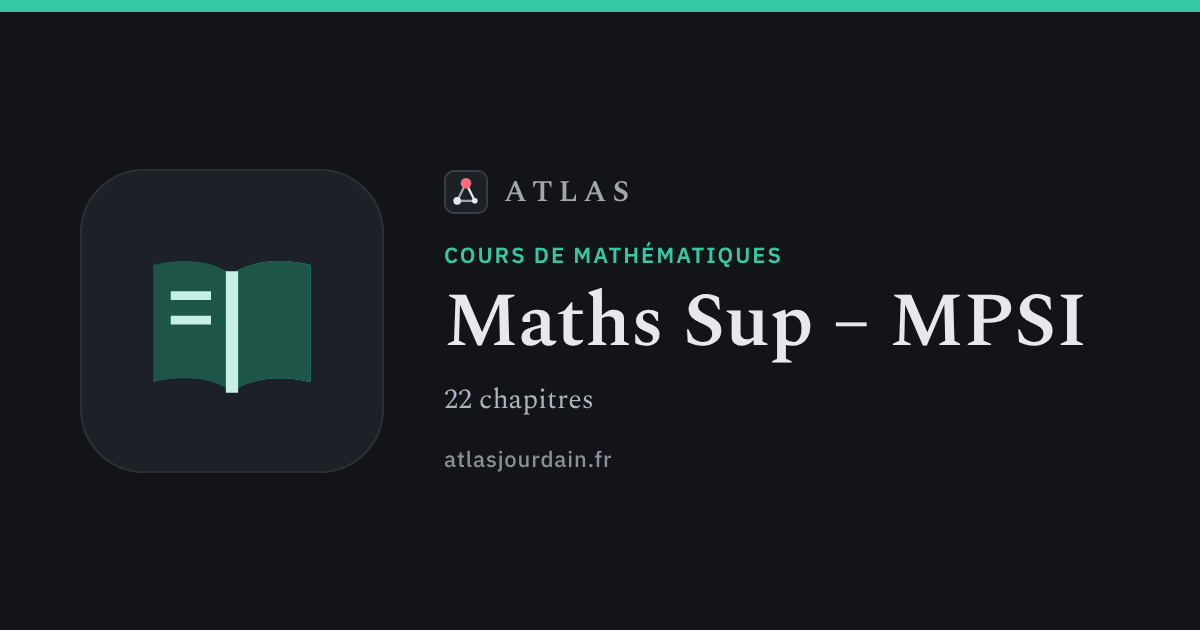 ATLAS
COURS DE MATHÉMATIQUES
Maths Sup – MPSI
22 chapitres
atlasjourdain.fr